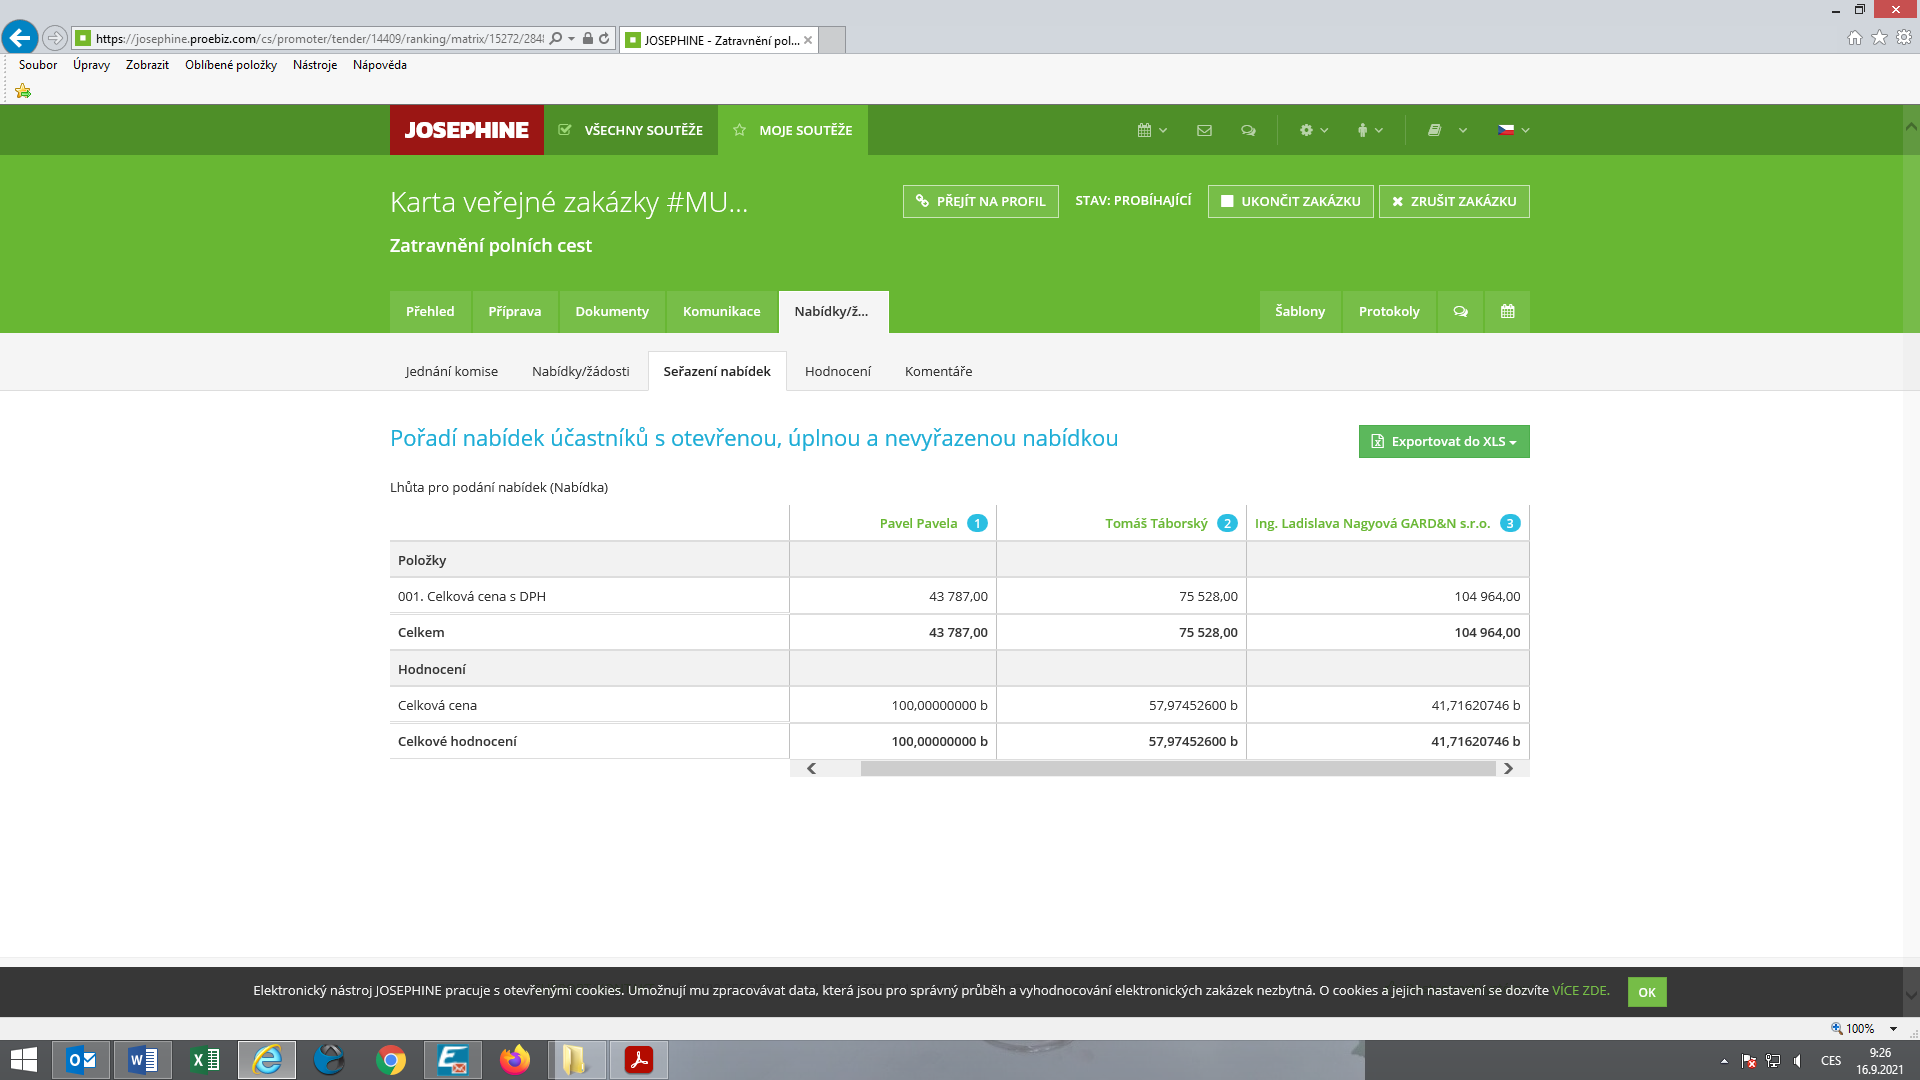 https://josephine.proebiz.com/cs/promoter/tender/14409/ranking/matrix/15272/284
JOSEPHINE - Zatravnění pol...
Soubor Úpravy Zobrazit Oblíbené položky Nástroje Nápověda
JOSEPHINE VŠECHNY SOUTĚŽE MOJE SOUTĚŽE
Karta veřejné zakázky #MU...
PŘEJÍT NA PROFIL STAV: PROBÍHAJÍCÍ UKONČIT ZAKÁZKU ZRUŠIT ZAKÁZKU
Zatravnění polních cest
Přehled Příprava Dokumenty Komunikace Nabídky/ž... Šablony Protokoly
Jednání komise Nabídky/žádosti Seřazení nabídek Hodnocení Komentáře
Pořadí nabídek účastníků s otevřenou, úplnou a nevyřazenou nabídkou
Exportovat do XLS
Lhůta pro podání nabídek (Nabídka)
Pavel Pavela 1 Tomáš Táborský 2 Ing. Ladislava Nagyová GARD&N s.r.o. 3
Položky
001. Celková cena s DPH 43 787,00 75 528,00 104 964,00
Celkem 43 787,00 75 528,00 104 964,00
Hodnocení
Celková cena 100,00000000 b 57,97452600 b 41,71620746 b
Celkové hodnocení 100,00000000 b 57,97452600 b 41,71620746 b
Elektronický nástroj JOSEPHINE pracuje s otevřenými cookies. Umožnují mu zpracovávat data, která jsou pro správný průběh a vyhodnocování elektronických zakázek nezbytná. O cookies a jejich nastavení se dozvíte VÍCE ZDE. OK
100%
CES
9:26
16.9.2021